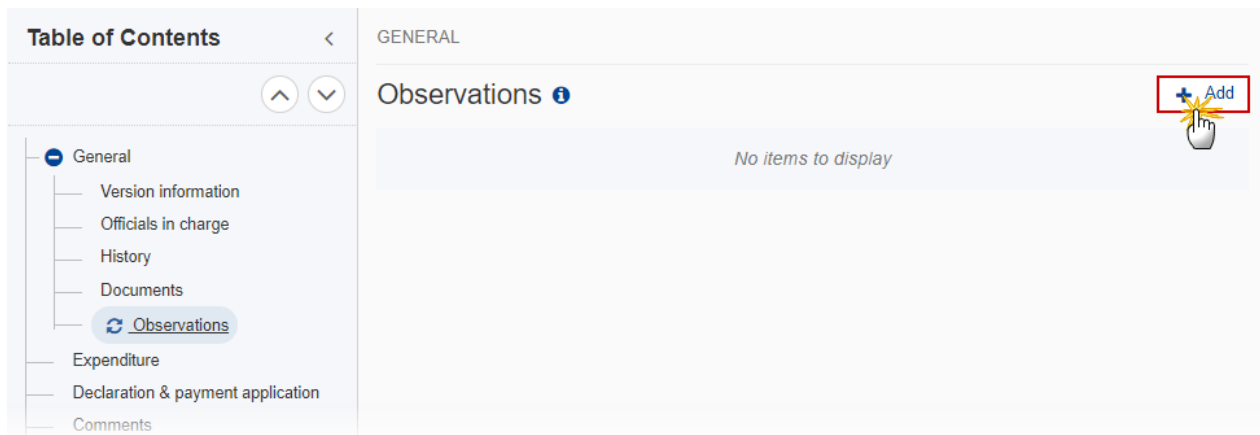 Table of Contents
GENERAL
Observations
Add
No items to display
General
Version information
Officials in charge
History
Documents
Observations
Expenditure
Declaration & payment application
Comments